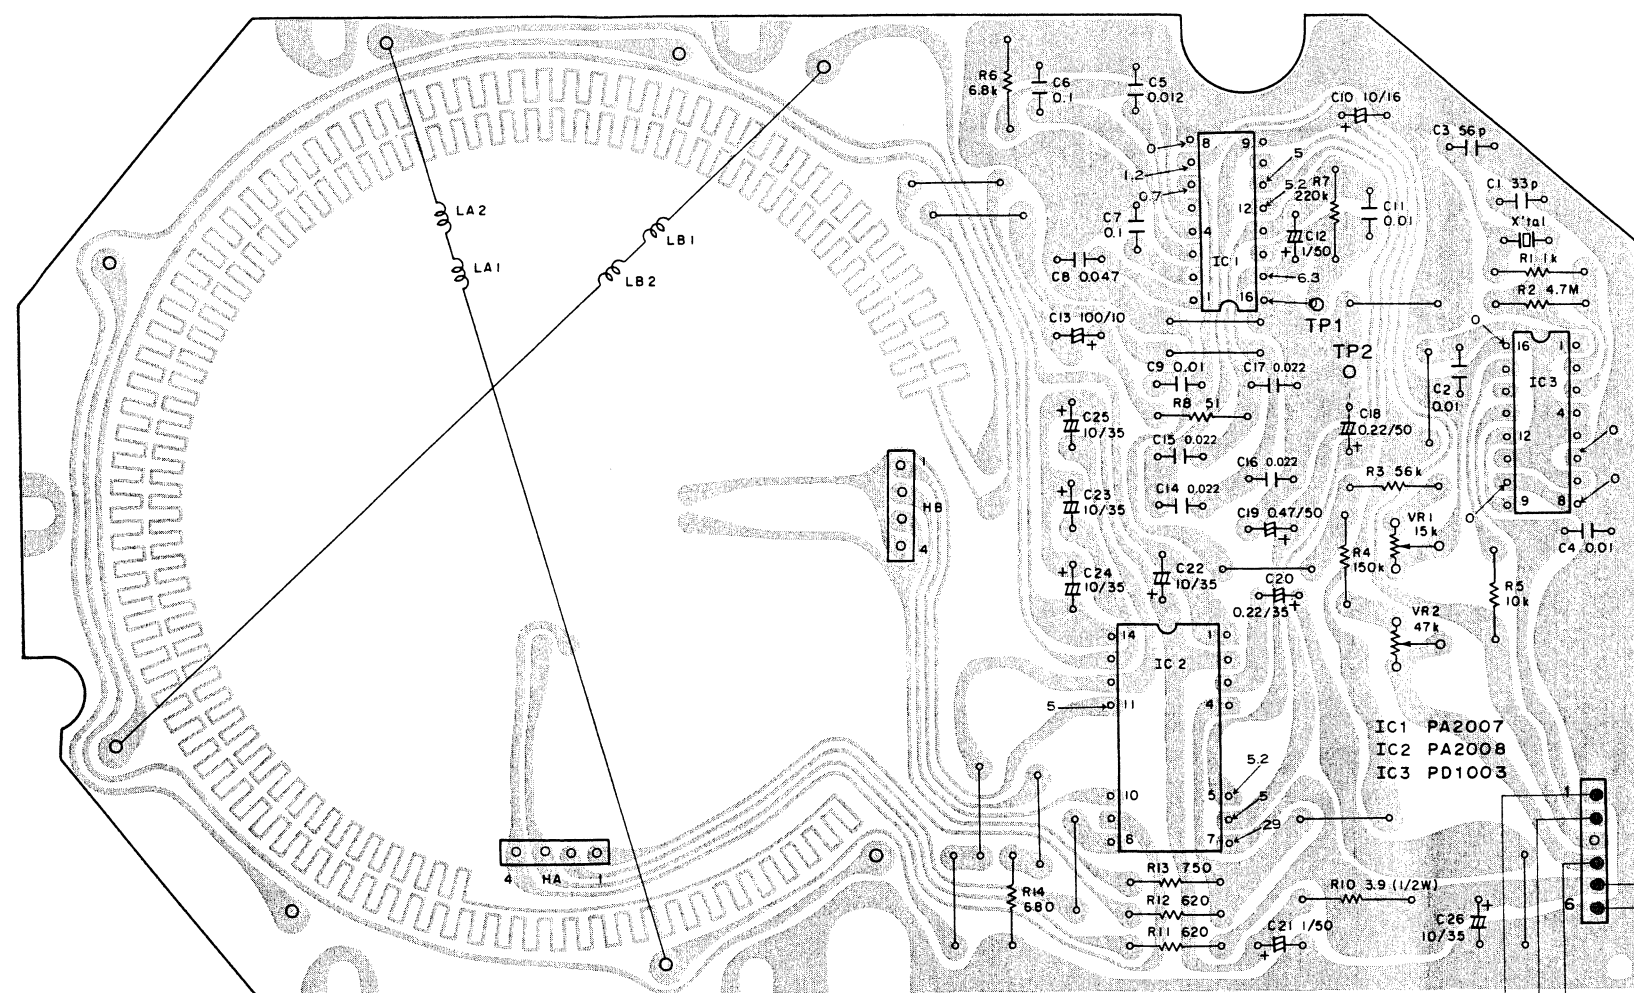 R6
6.8k
C6
0.1
C5
0.012
C10 10/16
C3 56p
0
8
9
5
1.2
5.2
R7
220k
C1 33p
0.7
12
C11
0.01
LA2
C7
0.1
X'tal
LB1
4
C12
1/50
LA1
LB2
C8 0.047
IC1
6.3
R1 1k
R2 4.7M
1
16
C13 100/10
TP1
0
TP2
16
1
C9 0.01
C17 0.022
C2
0.01
IC3
R8 51
C25
10/35
C18
0.22/50
4
12
0
C15 0.022
C16 0.022
R3 56k
1
HB
4
C23
10/35
C14 0.022
C19 0.47/50
9
8
0
0
VR1
15k
C4 0.01
R4
150k
C24
10/35
C22
10/35
C20
0.22/35
R5
10k
VR2
47k
14
1
IC2
5
11
4
IC1 PA2007
IC2 PA2008
IC3 PD1003
5.2
10
5
5
1
8
7
.29
4
HA
1
R13 750
R14
680
R10 3.9 (1/2W)
R12 620
6
R11 620
C21 1/50
C26
10/35